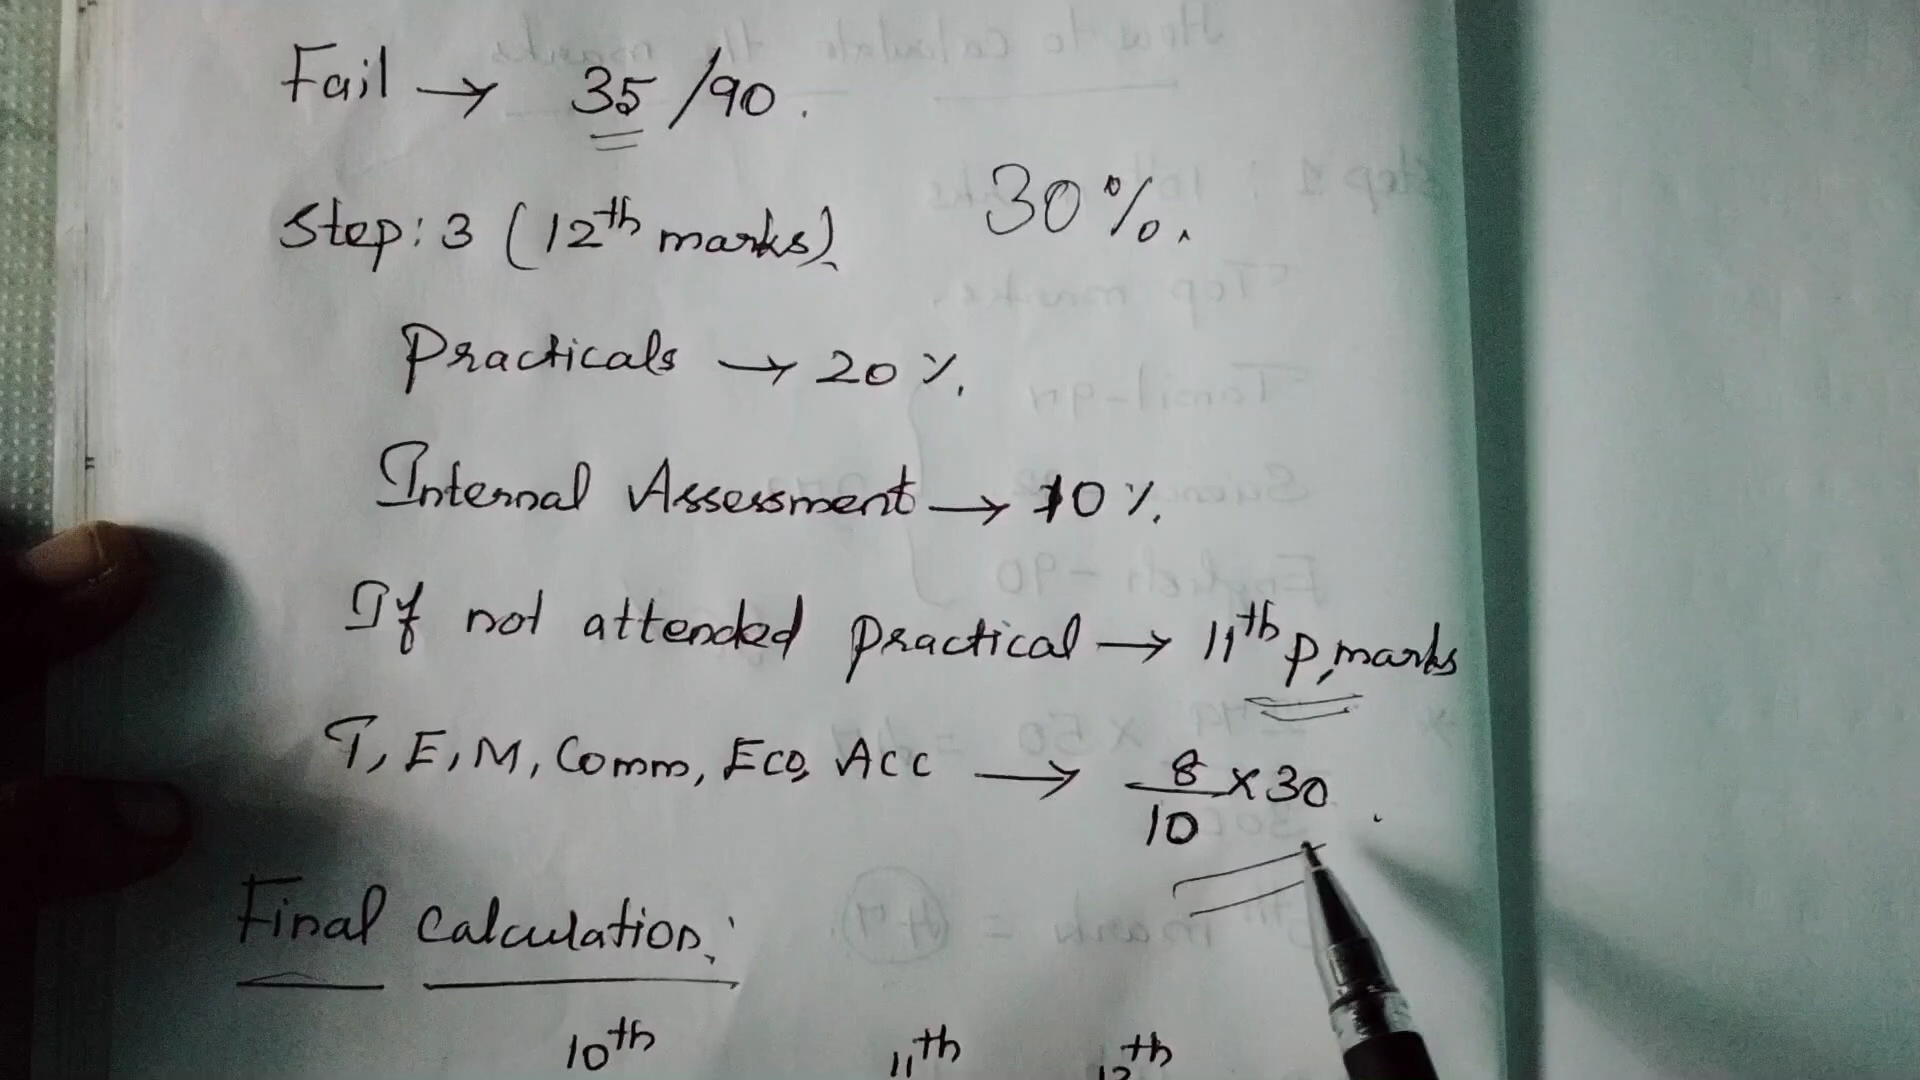 Fail → 35/90.
Step: 3 (12th marks). 30%.
Practicals → 20%.
Internal Assessment → 10%.
If not attended practical → 11th P, marks
T, E, M, Comm, Eco, Acc → 8/10 × 30.
Final calculation:
10th 11th 12th